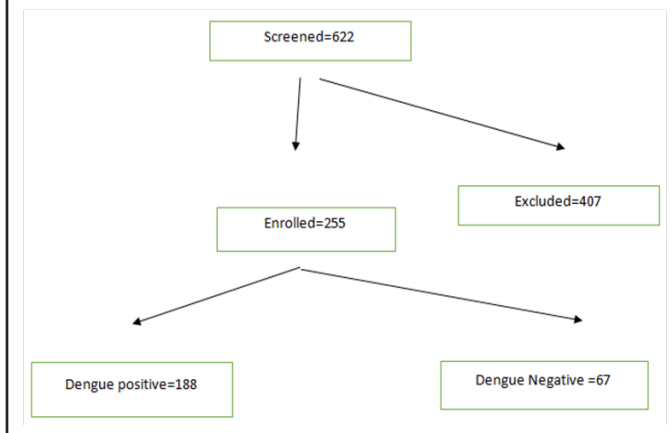 Screened=622
Excluded=407
Enrolled=255
Dengue positive=188
Dengue Negative =67